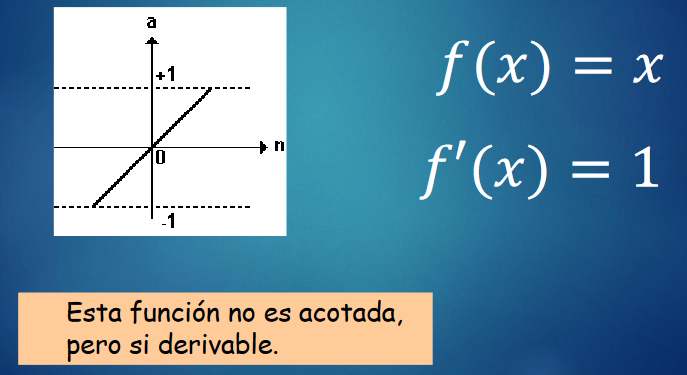 a
+1
n
0
-1
f(x) = x
f'(x) = 1
Esta función no es acotada,
pero si derivable.